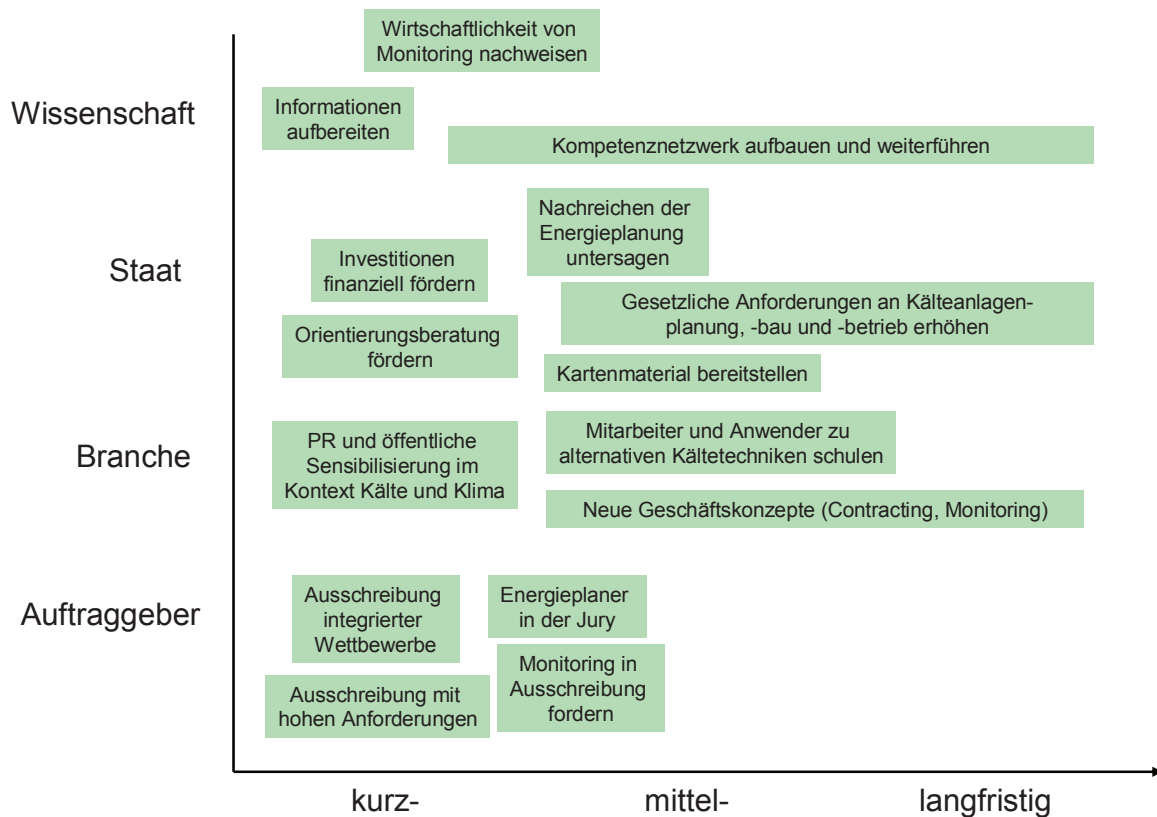 Wirtschaftlichkeit von
Monitoring nachweisen
Wissenschaft
Informationen
aufbereiten
Kompetenznetzwerk aufbauen und weiterführen
Nachreichen der
Energieplanung
untersagen
Staat
Investitionen
finanziell fördern
Gesetzliche Anforderungen an Kälteanlagen-
planung, -bau und -betrieb erhöhen
Orientierungsberatung
fördern
Kartenmaterial bereitstellen
Branche
PR und öffentliche
Sensibilisierung im
Kontext Kälte und Klima
Mitarbeiter und Anwender zu
alternativen Kältetechniken schulen
Neue Geschäftskonzepte (Contracting, Monitoring)
Auftraggeber
Ausschreibung
integrierter
Wettbewerbe
Energieplaner
in der Jury
Ausschreibung mit
hohen Anforderungen
Monitoring in
Ausschreibung
fordern
kurz-
mittel-
langfristig